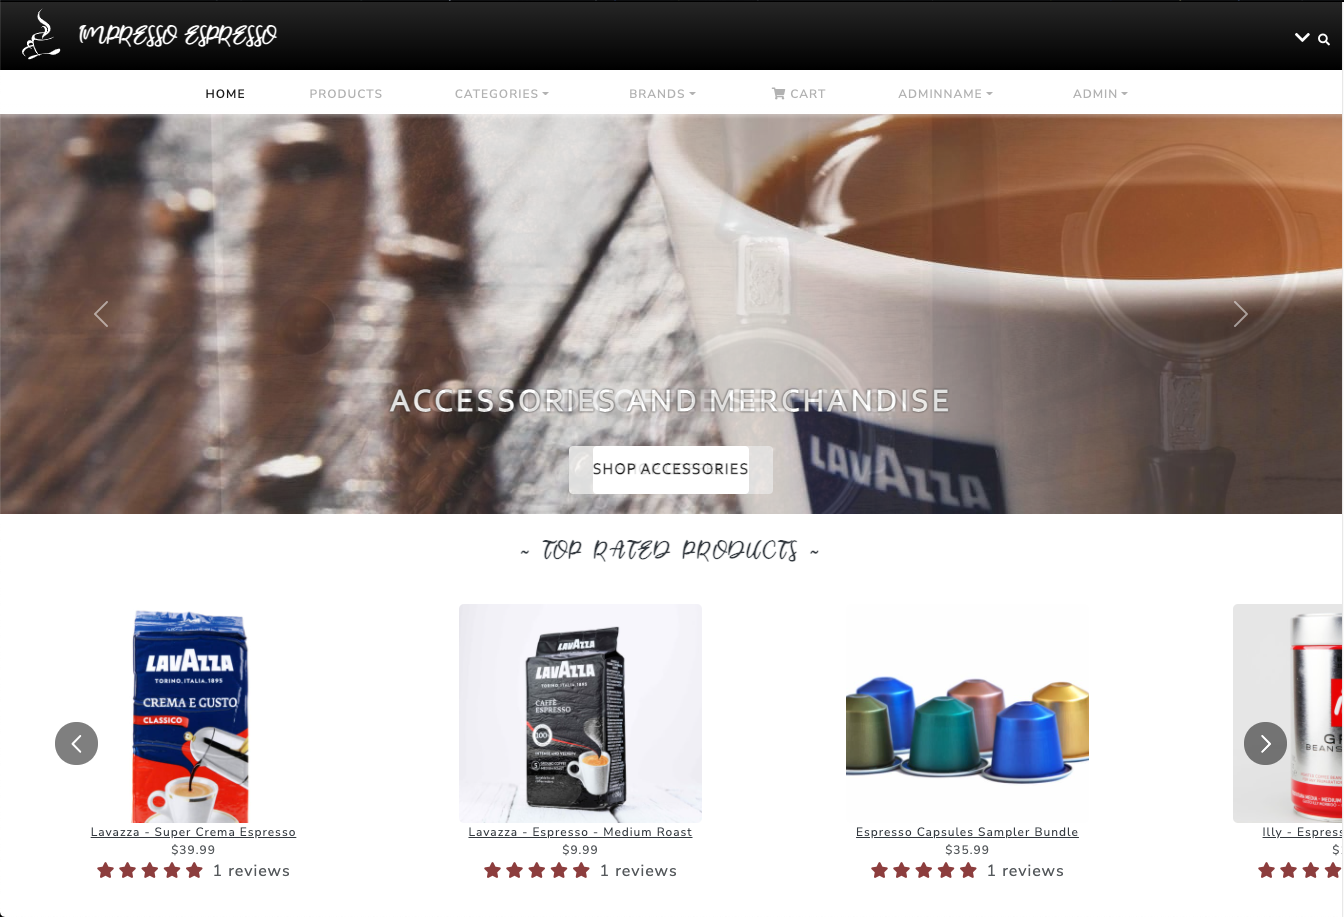 IMPRESSO ESPRESSO
HOME PRODUCTS CATEGORIES BRANDS CART ADMINNAME ADMIN
ACCESSORIES AND MERCHANDISE
SHOP ACCESSORIES
LAVAZZA
~ TOP RATED PRODUCTS ~
LAVAZZA
TORINO, ITALIA, 1895
CREMA E GUSTO
CLASSICO
LAVAZZA
LAVAZZA
TORINO, ITALIA, 1895
CAFFÈ
ESPRESSO
100%
Lavazza - Super Crema Espresso
$39.99
1 reviews
Lavazza - Espresso - Medium Roast
$9.99
1 reviews
Espresso Capsules Sampler Bundle
$35.99
1 reviews
BEANS
Illy - Espress
$